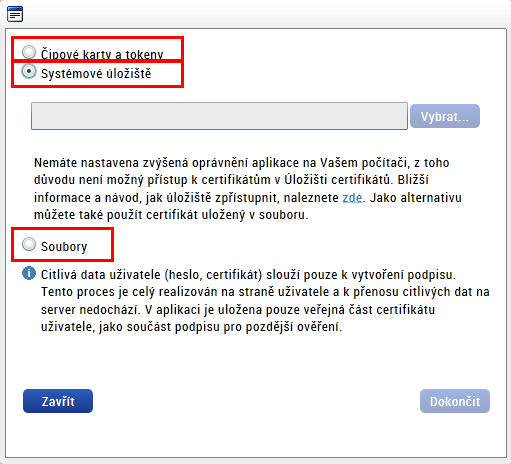 Čipové karty a tokeny
Systémové úložiště
Vybrat...
Nemáte nastavena zvýšená oprávnění aplikace na Vašem počítači, z toho
důvodu není možný přístup k certifikátům v Úložišti certifikátů. Bližší
informace a návod, jak úložiště zpřístupnit, naleznete zde. Jako alternativu
můžete také použít certifikát uložený v souboru.
Soubory
Citlivá data uživatele (heslo, certifikát) slouží pouze k vytvoření podpisu.
Tento proces je celý realizován na straně uživatele a k přenosu citlivých dat na
server nedochází. V aplikaci je uložena pouze veřejná část certifikátu
uživatele, jako součást podpisu pro pozdější ověření.
Zavřít
Dokončit